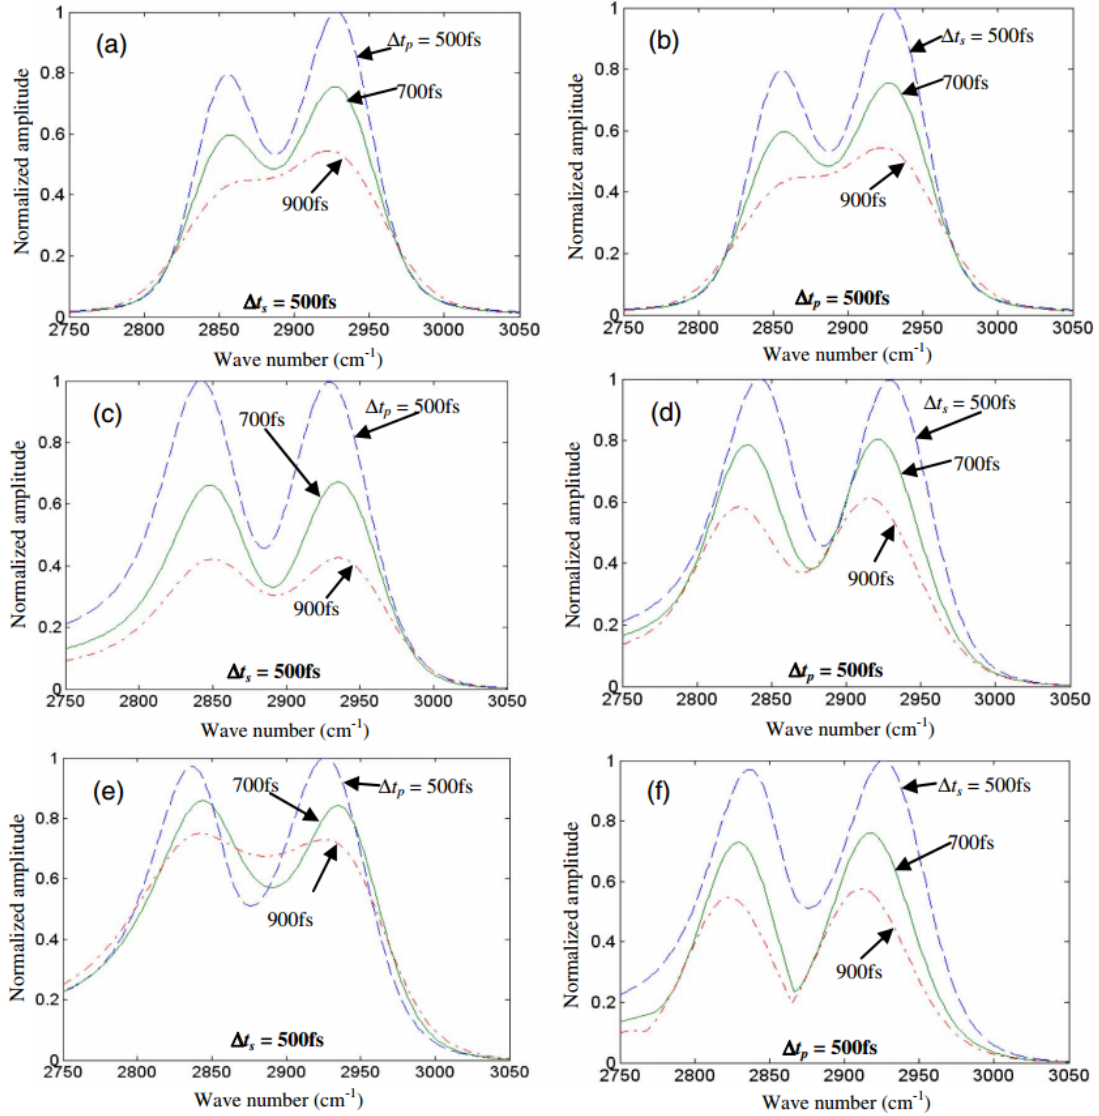 (a)
Δtp = 500fs
700fs
900fs
Δts = 500fs
Normalized amplitude
1
0.8
0.6
0.4
0.2
0
2750 2800 2850 2900 2950 3000 3050
Wave number (cm-1)
(b)
Δts = 500fs
700fs
900fs
Δtp = 500fs
Normalized amplitude
1
0.8
0.6
0.4
0.2
0
2750 2800 2850 2900 2950 3000 3050
Wave number (cm-1)
(c)
700fs
Δtp = 500fs
900fs
Δts = 500fs
Normalized amplitude
1
0.8
0.6
0.4
0.2
0
2750 2800 2850 2900 2950 3000 3050
Wave number (cm-1)
(d)
Δts = 500fs
700fs
900fs
Δtp = 500fs
Normalized amplitude
1
0.8
0.6
0.4
0.2
0
2750 2800 2850 2900 2950 3000 3050
Wave number (cm-1)
(e)
700fs
Δtp = 500fs
900fs
Δts = 500fs
Normalized amplitude
1
0.8
0.6
0.4
0.2
0
2750 2800 2850 2900 2950 3000 3050
Wave number (cm-1)
(f)
Δts = 500fs
700fs
900fs
Δtp = 500fs
Normalized amplitude
1
0.8
0.6
0.4
0.2
0
2750 2800 2850 2900 2950 3000 3050
Wave number (cm-1)